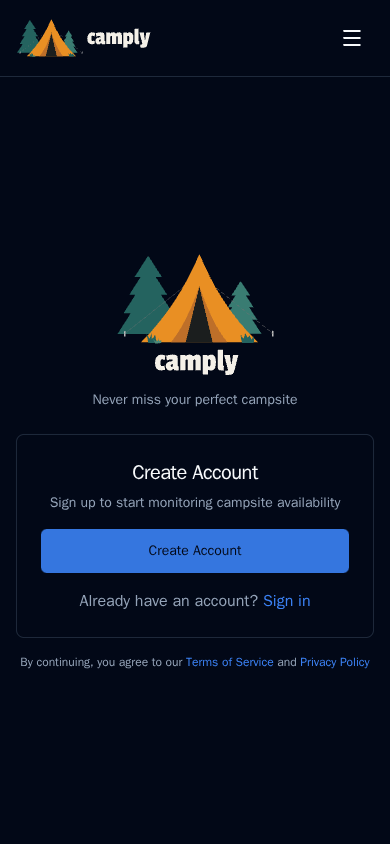 camply
camply
Never miss your perfect campsite
Create Account
Sign up to start monitoring campsite availability
Create Account
Already have an account? Sign in
By continuing, you agree to our Terms of Service and Privacy Policy